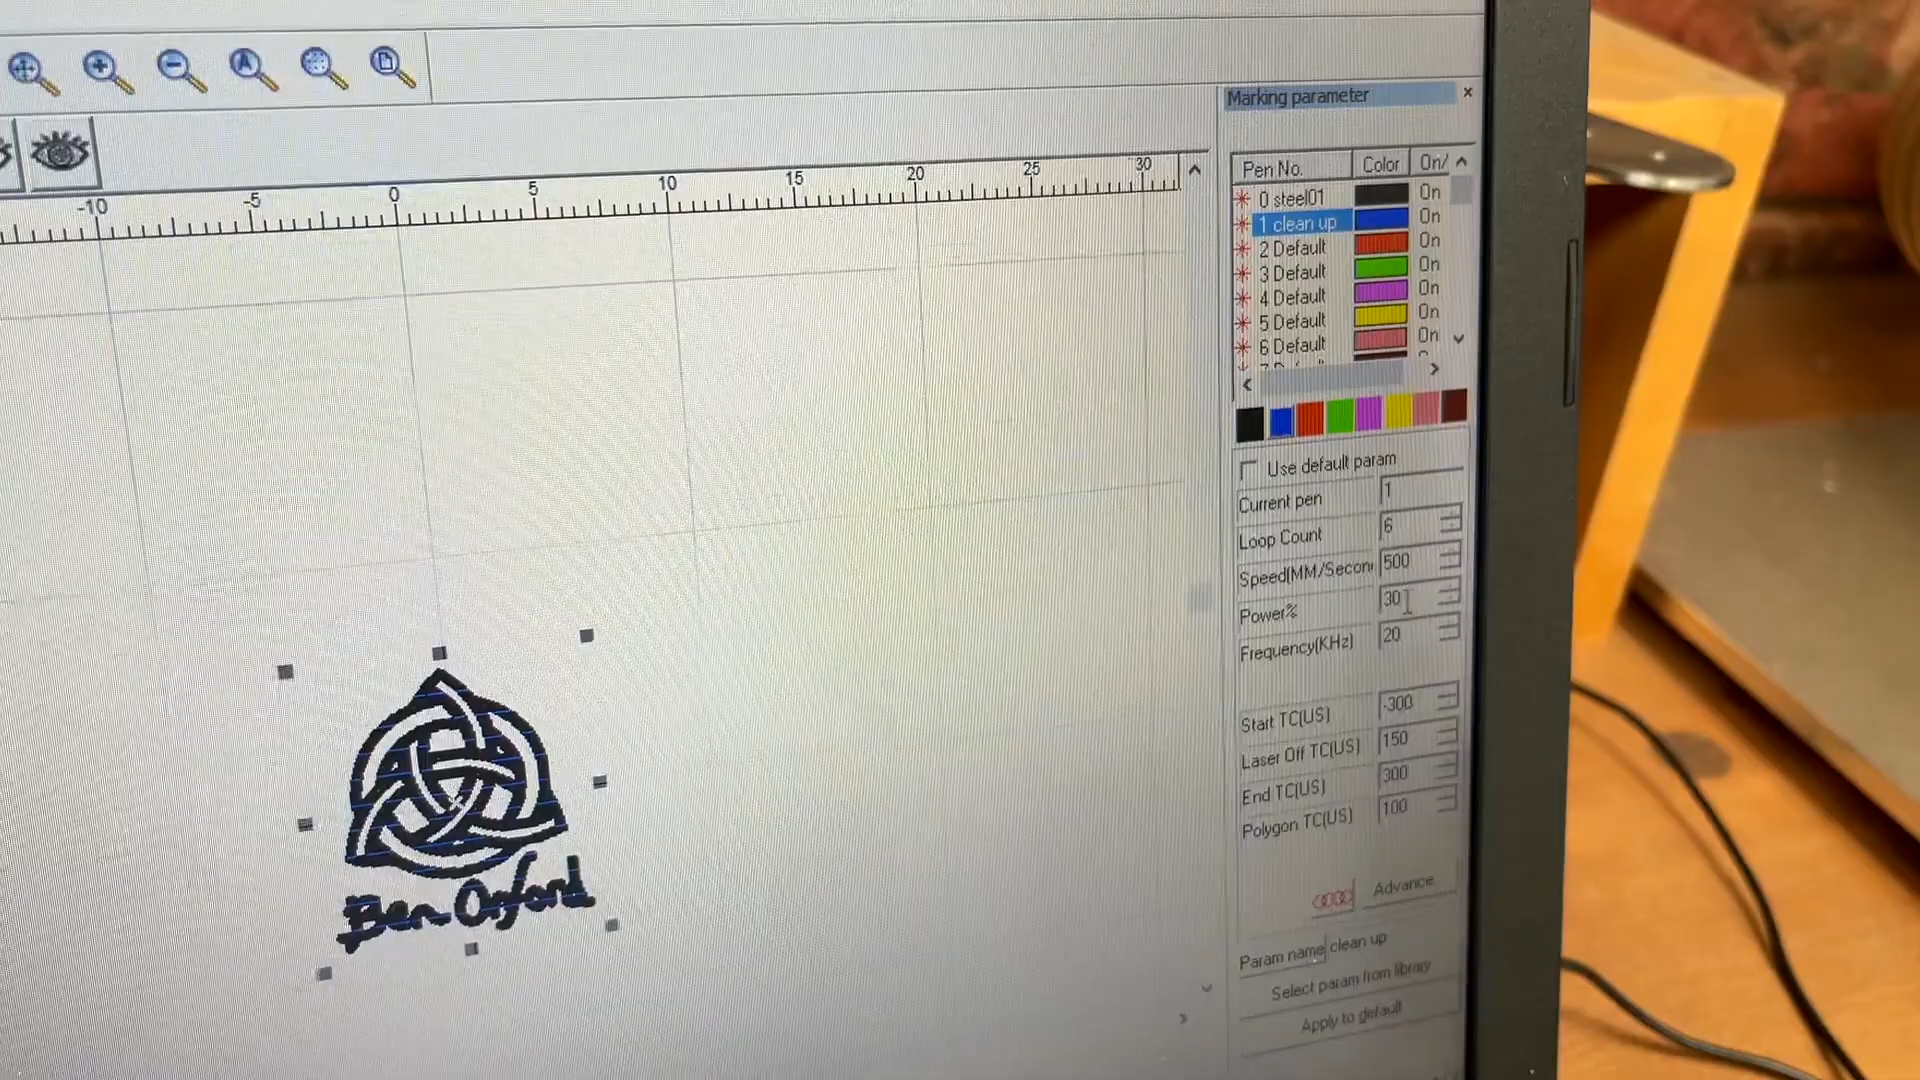 Marking parameter
-10 -5 0 5 10 15 20 25 30
Pen No. Color On/
0 steel01 On
1 clean up On
2 Default On
3 Default On
4 Default On
5 Default On
6 Default On
Use default param
Current pen 1
Loop Count 6
Speed(MM/Secon 500
Power% 30
Frequency(KHz) 20
Start TC(US) -300
Laser Off TC(US) 150
End TC(US) 300
Polygon TC(US) 100
Advance
Ben Orford
Param name clean up
Select param from library
Apply to default